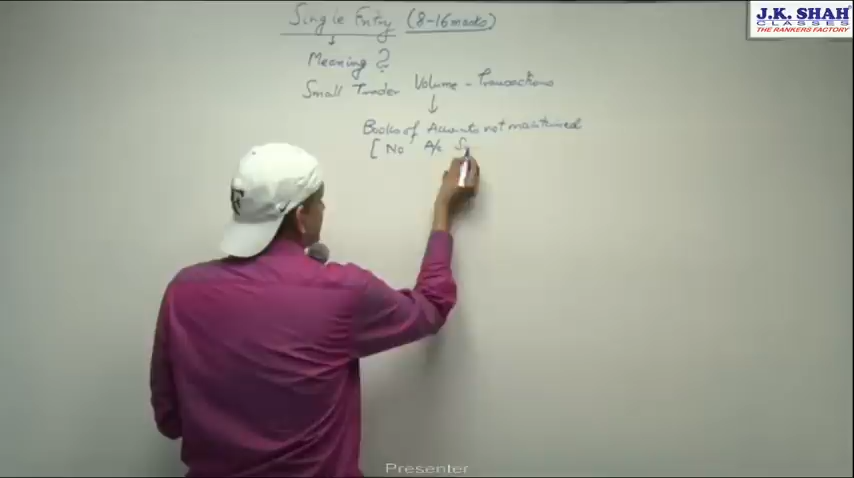 J.K. SHAH
CLASSES
THE RANKERS FACTORY
Single Entry (8-16 marks)
↓
Meaning ?
Small Trader Volume - Transactions
↓
Books of Accounts not maintained
[ No A/c S
Presenter